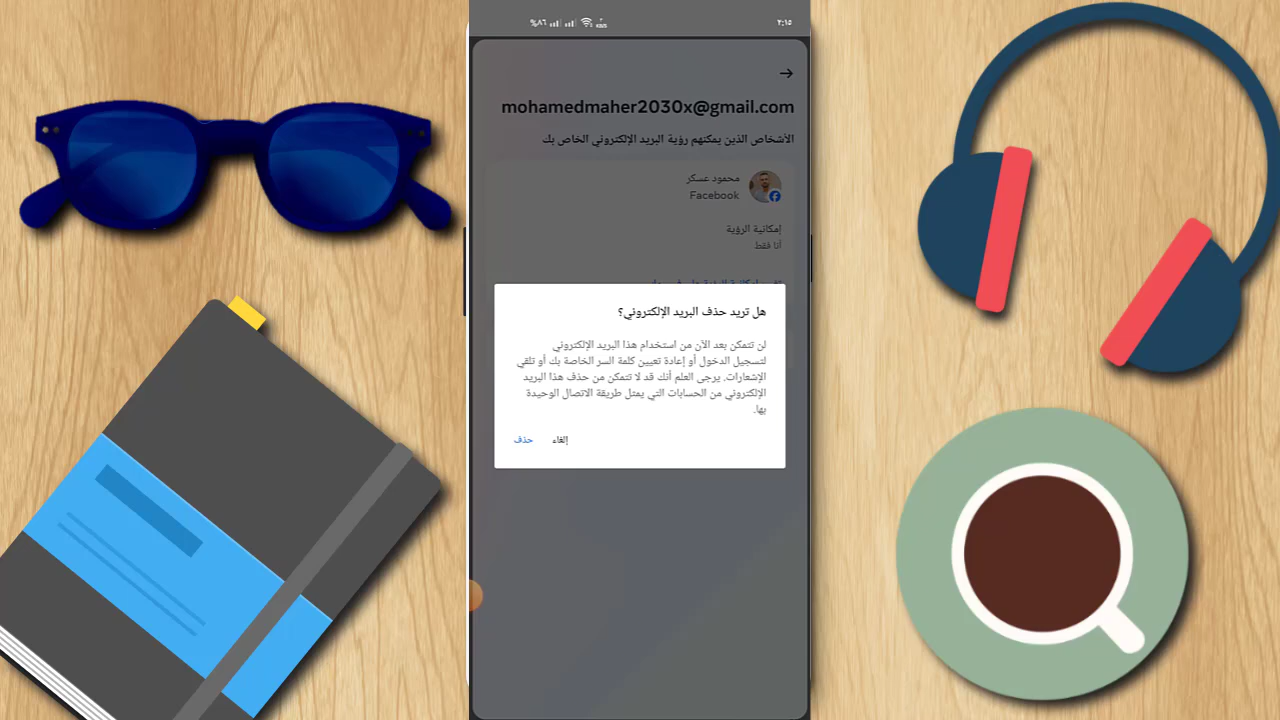 %٨٦
٢:١٥
mohamedmaher2030x@gmail.com
الأشخاص الذين يمكنهم رؤية البريد الإلكتروني الخاص بك
محمود عسكر
Facebook
إمكانية الرؤية
أنا فقط
هل تريد حذف البريد الإلكتروني؟
لن تتمكن بعد الآن من استخدام هذا البريد الإلكتروني
لتسجيل الدخول أو إعادة تعيين كلمة السر الخاصة بك أو تلقي
الإشعارات. يرجى العلم أنك قد لا تتمكن من حذف هذا البريد
الإلكتروني من الحسابات التي يمثل طريقة الاتصال الوحيدة
بها.
إلغاء
حذف